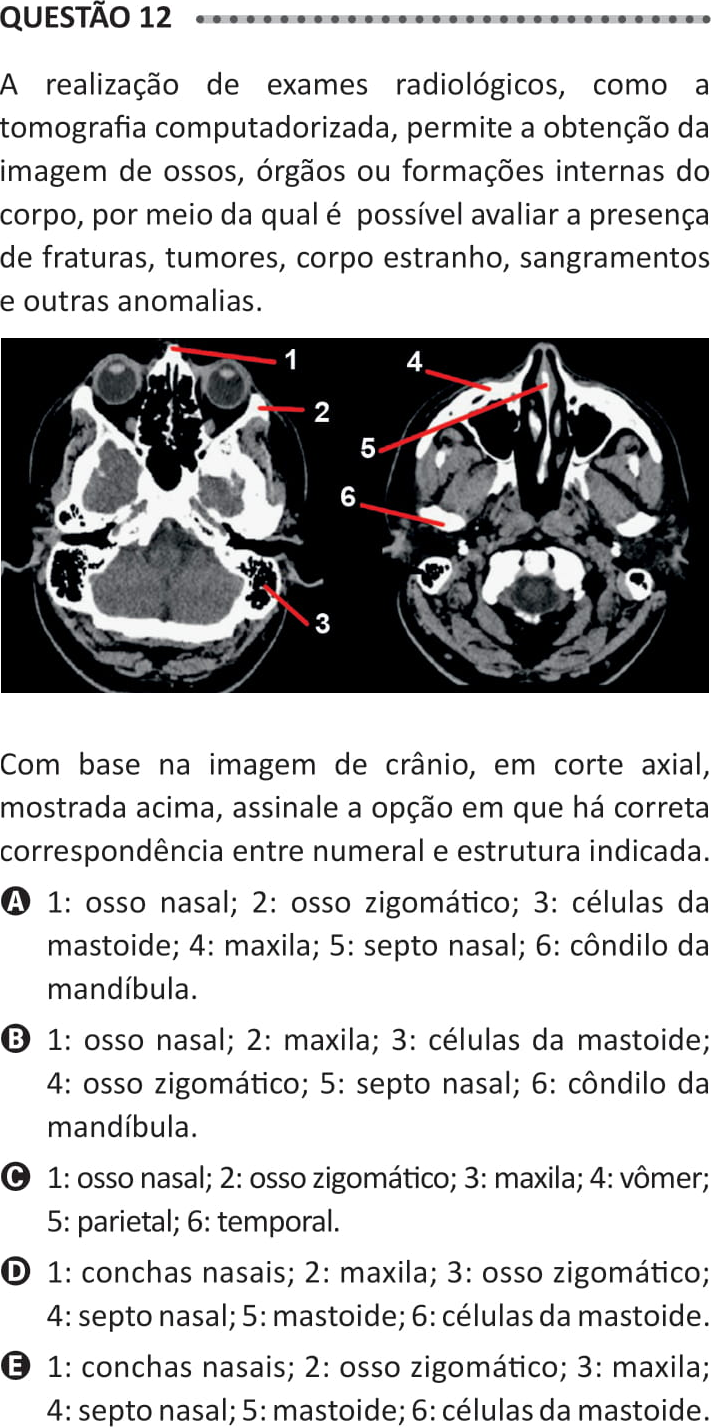 QUESTÃO 12
A realização de exames radiológicos, como a
tomografia computadorizada, permite a obtenção da
imagem de ossos, órgãos ou formações internas do
corpo, por meio da qual é possível avaliar a presença
de fraturas, tumores, corpo estranho, sangramentos
e outras anomalias.
1
2
3
4
5
6
Com base na imagem de crânio, em corte axial,
mostrada acima, assinale a opção em que há correta
correspondência entre numeral e estrutura indicada.
A 1: osso nasal; 2: osso zigomático; 3: células da
mastoide; 4: maxila; 5: septo nasal; 6: côndilo da
mandíbula.
B 1: osso nasal; 2: maxila; 3: células da mastoide;
4: osso zigomático; 5: septo nasal; 6: côndilo da
mandíbula.
C 1: osso nasal; 2: osso zigomático; 3: maxila; 4: vômer;
5: parietal; 6: temporal.
D 1: conchas nasais; 2: maxila; 3: osso zigomático;
4: septo nasal; 5: mastoide; 6: células da mastoide.
E 1: conchas nasais; 2: osso zigomático; 3: maxila;
4: septo nasal; 5: mastoide; 6: células da mastoide.